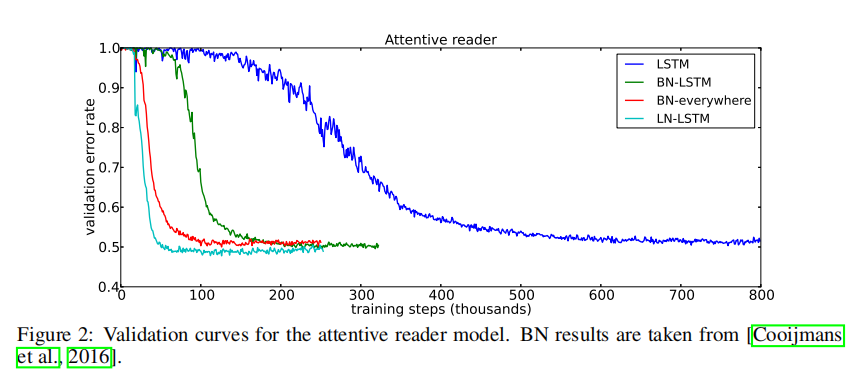 Attentive reader
1.0
0.9
0.8
0.7
0.6
0.5
0.4
validation error rate
LSTM
BN-LSTM
BN-everywhere
LN-LSTM
0 100 200 300 400 500 600 700 800
training steps (thousands)
Figure 2: Validation curves for the attentive reader model. BN results are taken from [Cooijmans
et al., 2016].